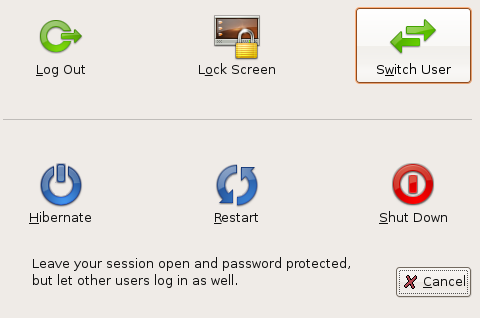 Log Out
Lock Screen
Switch User
Hibernate
Restart
Shut Down
Leave your session open and password protected,
but let other users log in as well.
Cancel